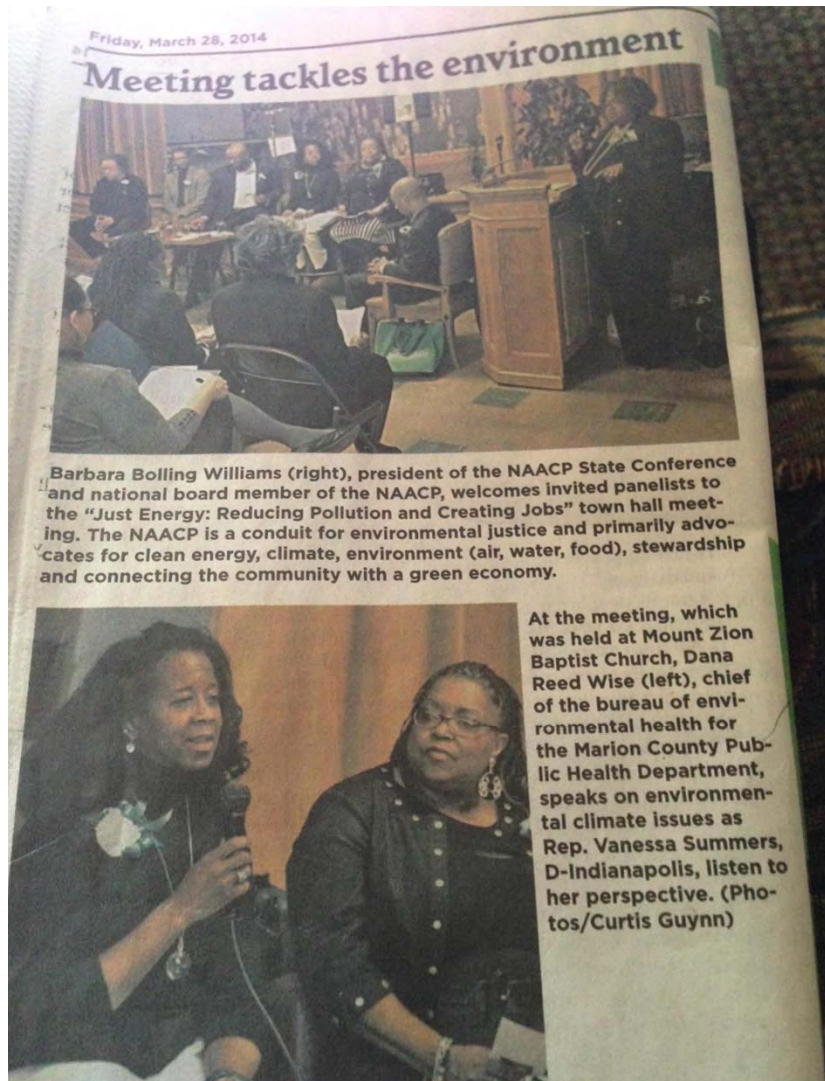 Friday, March 28, 2014
Meeting tackles the environment
Barbara Bolling Williams (right), president of the NAACP State Conference
and national board member of the NAACP, welcomes invited panelists to
the “Just Energy: Reducing Pollution and Creating Jobs” town hall meet-
ing. The NAACP is a conduit for environmental justice and primarily advo-
cates for clean energy, climate, environment (air, water, food), stewardship
and connecting the community with a green economy.
At the meeting, which
was held at Mount Zion
Baptist Church, Dana
Reed Wise (left), chief
of the bureau of envi-
ronmental health for
the Marion County Pub-
lic Health Department,
speaks on environmen-
tal climate issues as
Rep. Vanessa Summers,
D-Indianapolis, listen to
her perspective. (Pho-
tos/Curtis Guynn)